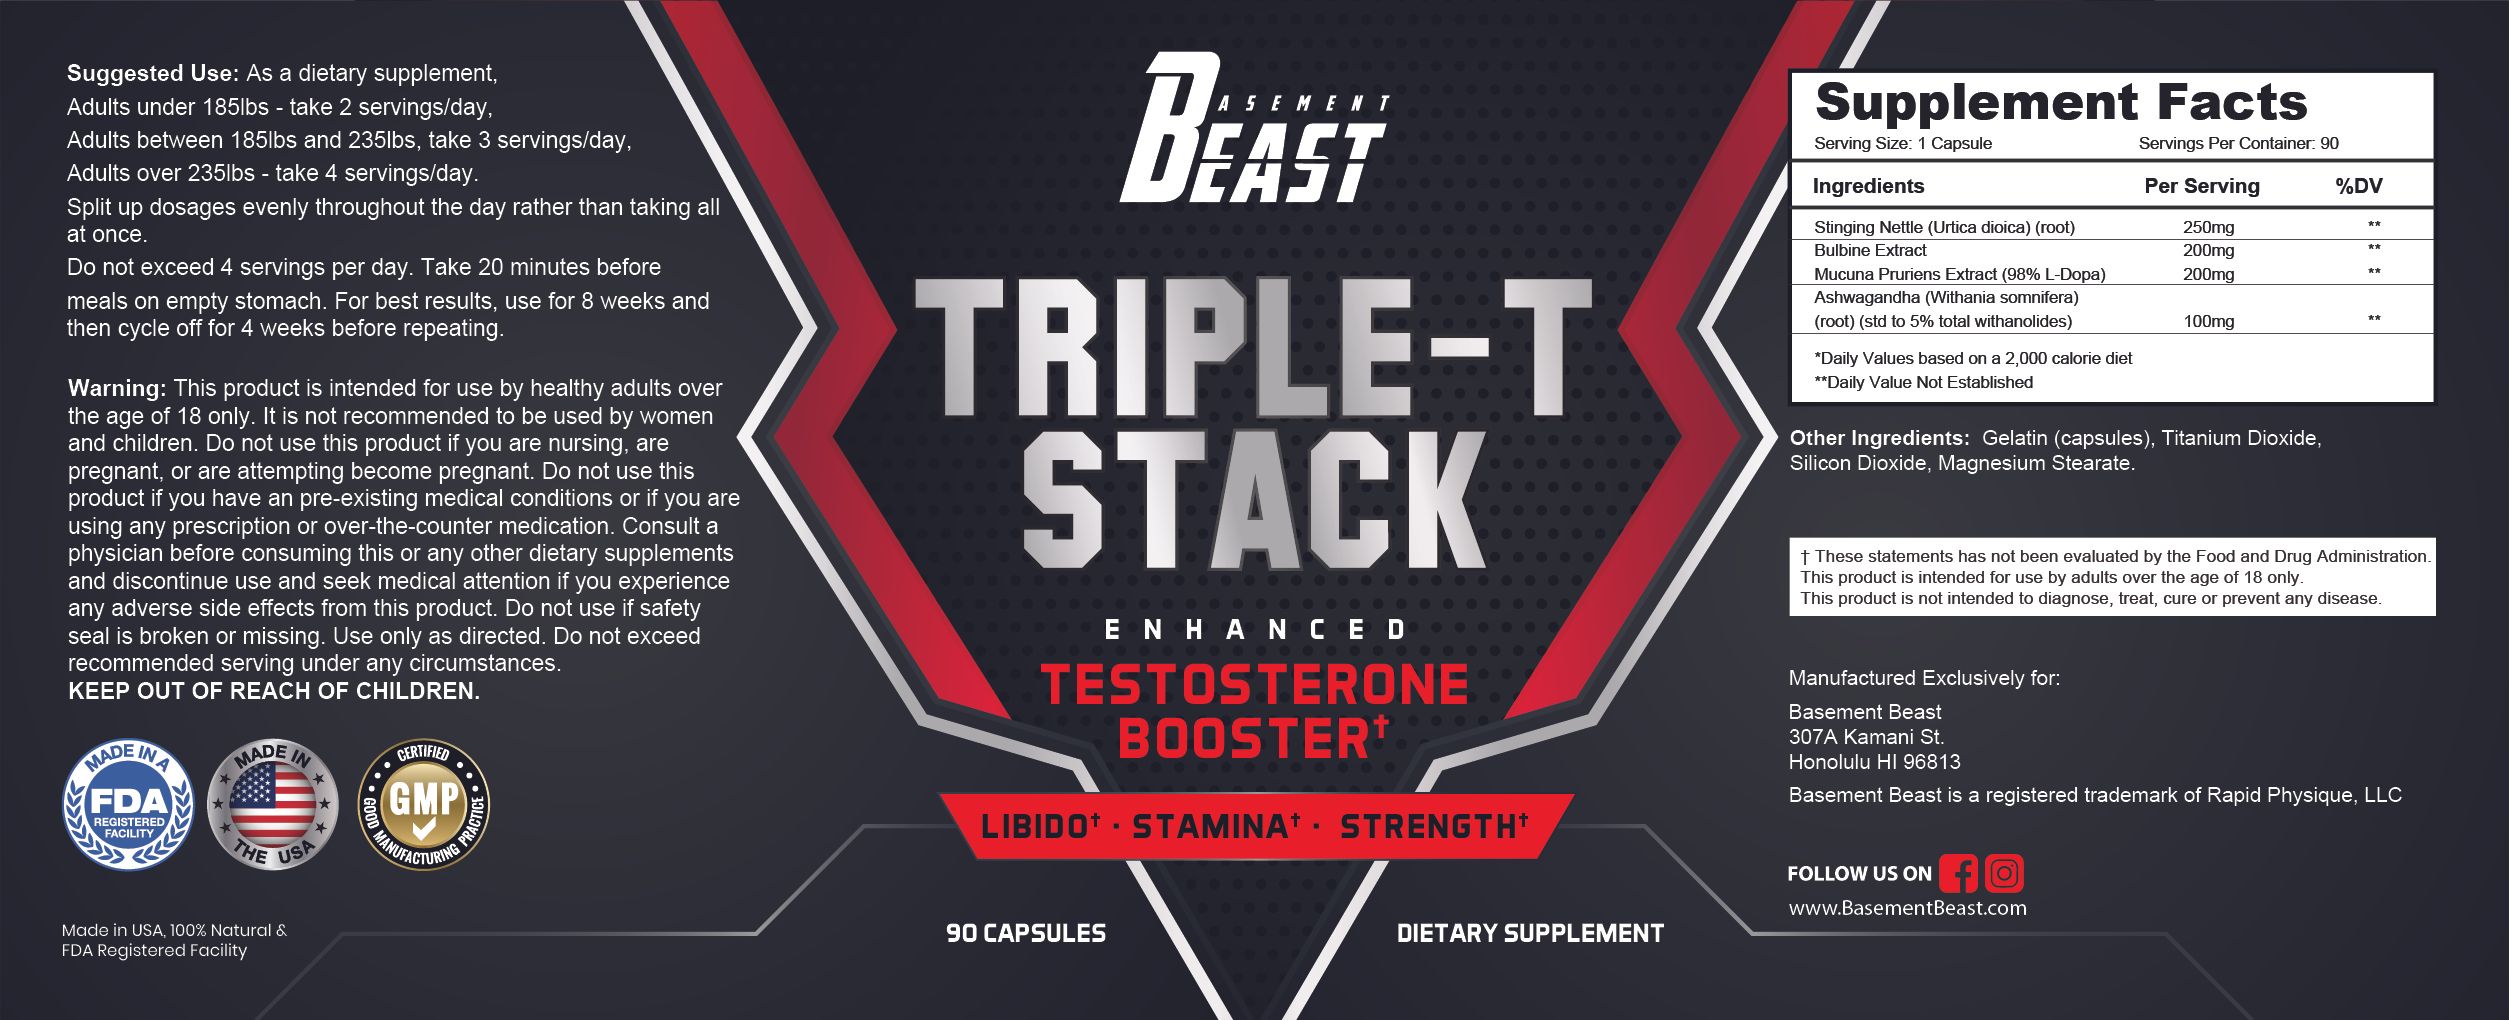 Suggested Use: As a dietary supplement,
Adults under 185lbs - take 2 servings/day,
Adults between 185lbs and 235lbs, take 3 servings/day,
Adults over 235lbs - take 4 servings/day.
Split up dosages evenly throughout the day rather than taking all
at once.
Do not exceed 4 servings per day. Take 20 minutes before
meals on empty stomach. For best results, use for 8 weeks and
then cycle off for 4 weeks before repeating.
Warning: This product is intended for use by healthy adults over
the age of 18 only. It is not recommended to be used by women
and children. Do not use this product if you are nursing, are
pregnant, or are attempting become pregnant. Do not use this
product if you have an pre-existing medical conditions or if you are
using any prescription or over-the-counter medication. Consult a
physician before consuming this or any other dietary supplements
and discontinue use and seek medical attention if you experience
any adverse side effects from this product. Do not use if safety
seal is broken or missing. Use only as directed. Do not exceed
recommended serving under any circumstances.
KEEP OUT OF REACH OF CHILDREN.
MADE IN A
FDA
REGISTERED
FACILITY
MADE IN
THE USA
CERTIFIED
GMP
GOOD MANUFACTURING PRACTICE
Made in USA, 100% Natural &
FDA Registered Facility
BASEMENT
BEAST
TRIPLE-T
STACK
ENHANCED
TESTOSTERONE
BOOSTER†
LIBIDO† · STAMINA† · STRENGTH†
90 CAPSULES
DIETARY SUPPLEMENT
Supplement Facts
Serving Size: 1 Capsule Servings Per Container: 90
Ingredients Per Serving %DV
Stinging Nettle (Urtica dioica) (root) 250mg **
Bulbine Extract 200mg **
Mucuna Pruriens Extract (98% L-Dopa) 200mg **
Ashwagandha (Withania somnifera)
(root) (std to 5% total withanolides) 100mg **
*Daily Values based on a 2,000 calorie diet
**Daily Value Not Established
Other Ingredients: Gelatin (capsules), Titanium Dioxide,
Silicon Dioxide, Magnesium Stearate.
† These statements has not been evaluated by the Food and Drug Administration.
This product is intended for use by adults over the age of 18 only.
This product is not intended to diagnose, treat, cure or prevent any disease.
Manufactured Exclusively for:
Basement Beast
307A Kamani St.
Honolulu HI 96813
Basement Beast is a registered trademark of Rapid Physique, LLC
FOLLOW US ON
www.BasementBeast.com